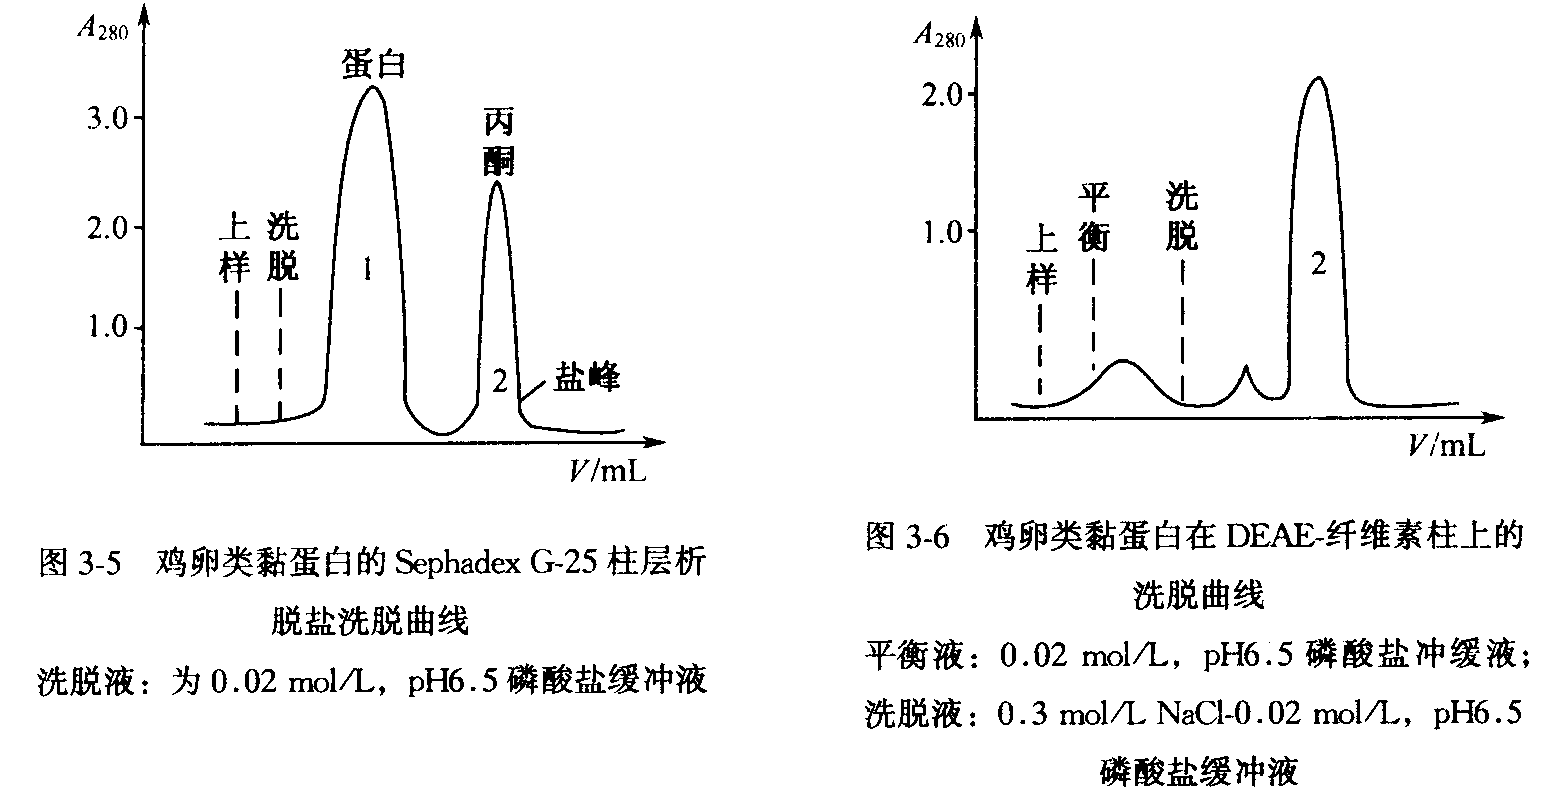 A280
蛋白
3.0
丙酮
2.0
上样
洗脱
1
1.0
2
盐峰
V/mL
图 3-5 鸡卵类黏蛋白的 Sephadex G-25 柱层析
脱盐洗脱曲线
洗脱液：为 0.02 mol/L，pH6.5 磷酸盐缓冲液
A280
2.0
平衡
洗脱
1.0
上样
2
V/mL
图 3-6 鸡卵类黏蛋白在 DEAE-纤维素柱上的
洗脱曲线
平衡液：0.02 mol/L，pH6.5 磷酸盐冲缓液；
洗脱液：0.3 mol/L NaCl-0.02 mol/L，pH6.5
磷酸盐缓冲液